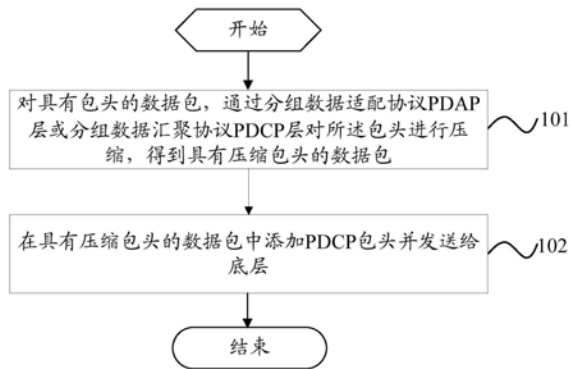 开始
对具有包头的数据包，通过分组数据适配协议PDAP
层或分组数据汇聚协议PDCP层对所述包头进行压
缩，得到具有压缩包头的数据包
101
在具有压缩包头的数据包中添加PDCP包头并发送给
底层
102
结束